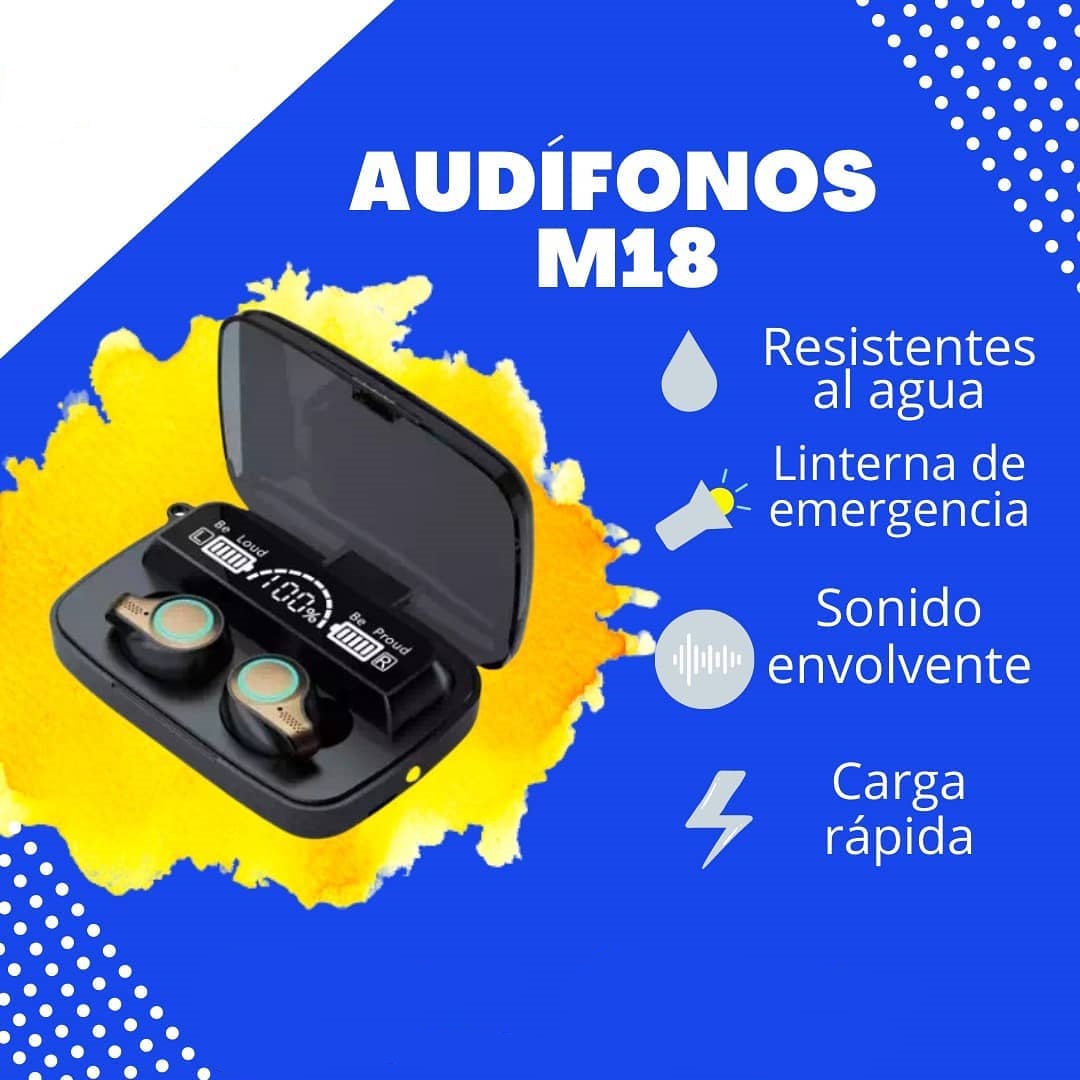 AUDÍFONOS
M18
Resistentes
al agua
Linterna de
emergencia
Sonido
envolvente
Carga
rápida
Be Loud
L
100%
Be Proud
R